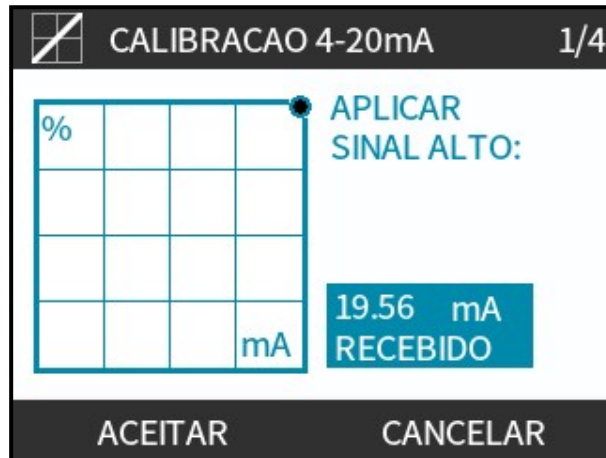 CALIBRACAO 4-20mA 1/4
%
APLICAR
SINAL ALTO:
mA
19.56 mA
RECEBIDO
ACEITAR CANCELAR